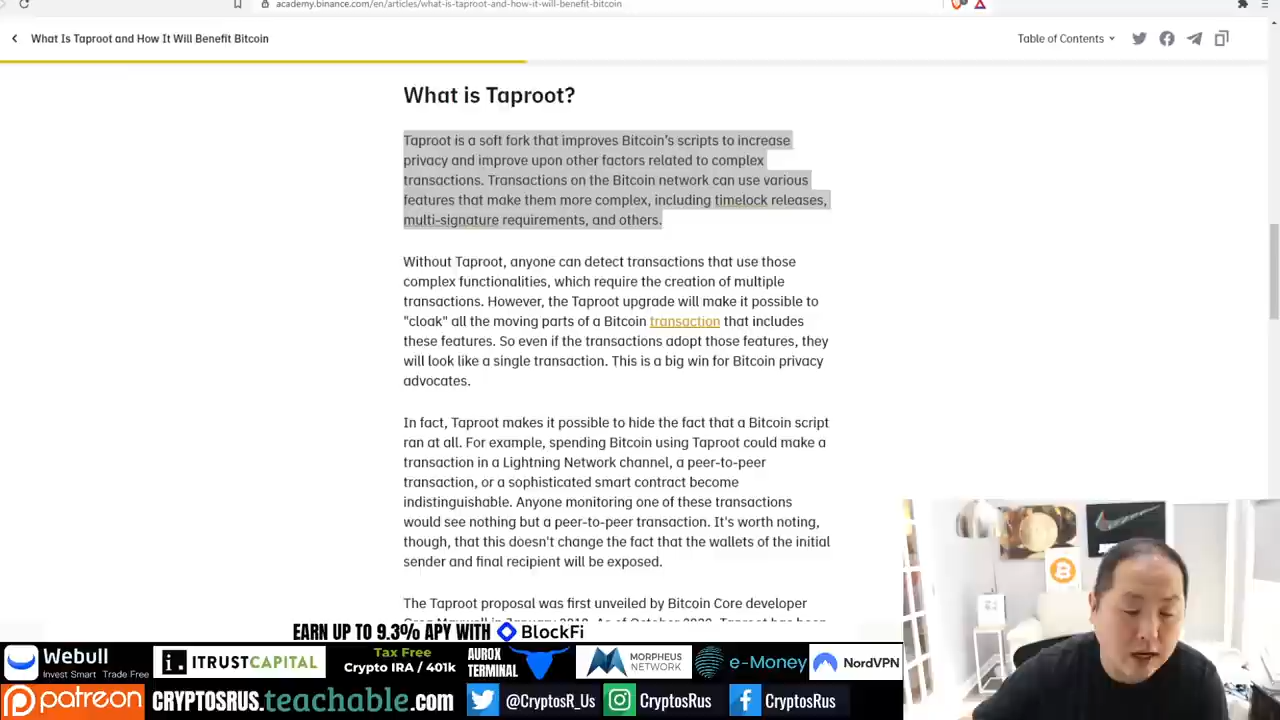 academy.binance.com/en/articles/what-is-taproot-and-how-it-will-benefit-bitcoin
What Is Taproot and How It Will Benefit Bitcoin
Table of Contents
What is Taproot?
Taproot is a soft fork that improves Bitcoin's scripts to increase
privacy and improve upon other factors related to complex
transactions. Transactions on the Bitcoin network can use various
features that make them more complex, including timelock releases,
multi-signature requirements, and others.
Without Taproot, anyone can detect transactions that use those
complex functionalities, which require the creation of multiple
transactions. However, the Taproot upgrade will make it possible to
"cloak" all the moving parts of a Bitcoin transaction that includes
these features. So even if the transactions adopt those features, they
will look like a single transaction. This is a big win for Bitcoin privacy
advocates.
In fact, Taproot makes it possible to hide the fact that a Bitcoin script
ran at all. For example, spending Bitcoin using Taproot could make a
transaction in a Lightning Network channel, a peer-to-peer
transaction, or a sophisticated smart contract become
indistinguishable. Anyone monitoring one of these transactions
would see nothing but a peer-to-peer transaction. It's worth noting,
though, that this doesn't change the fact that the wallets of the initial
sender and final recipient will be exposed.
The Taproot proposal was first unveiled by Bitcoin Core developer
EARN UP TO 9.3% APY WITH BlockFi
Webull
Invest Smart Trade Free
ITRUSTCAPITAL
Tax Free
Crypto IRA / 401k
AUROX
TERMINAL
MORPHEUS
NETWORK
e-Money
NordVPN
patreon
CRYPTOSRUS.teachable.com
@CryptosR_Us
CryptosRus
CryptosRus